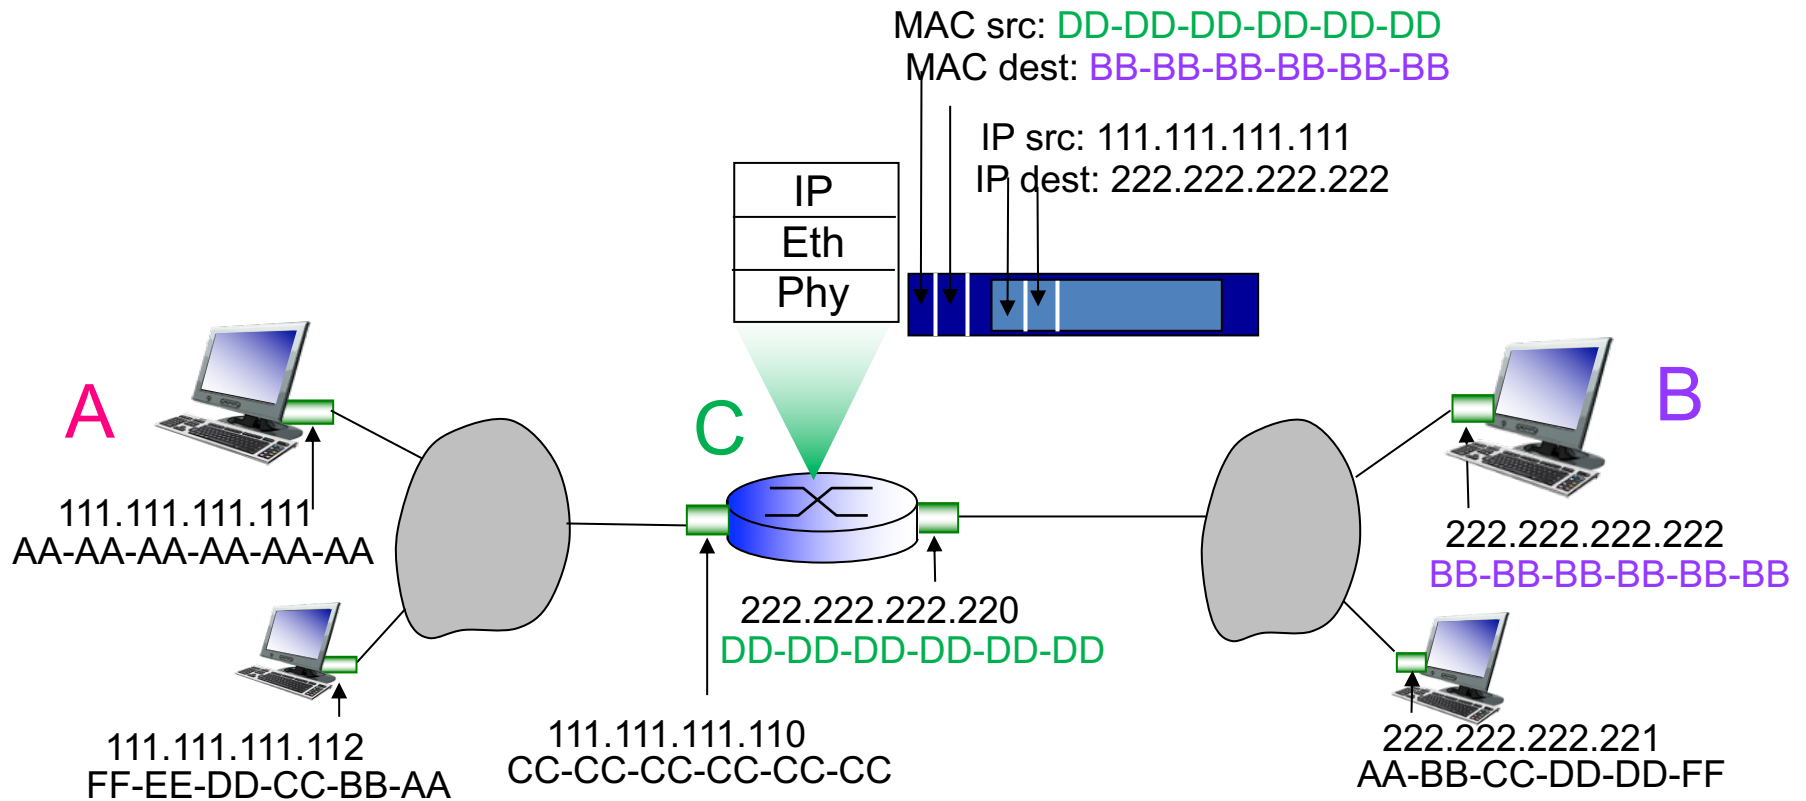 MAC src: DD-DD-DD-DD-DD-DD
MAC dest: BB-BB-BB-BB-BB-BB
IP src: 111.111.111.111
IP dest: 222.222.222.222
IP
Eth
Phy
A
C
B
111.111.111.111
AA-AA-AA-AA-AA-AA
222.222.222.222
BB-BB-BB-BB-BB-BB
222.222.222.220
DD-DD-DD-DD-DD-DD
111.111.111.112
FF-EE-DD-CC-BB-AA
111.111.111.110
CC-CC-CC-CC-CC-CC
222.222.222.221
AA-BB-CC-DD-DD-FF